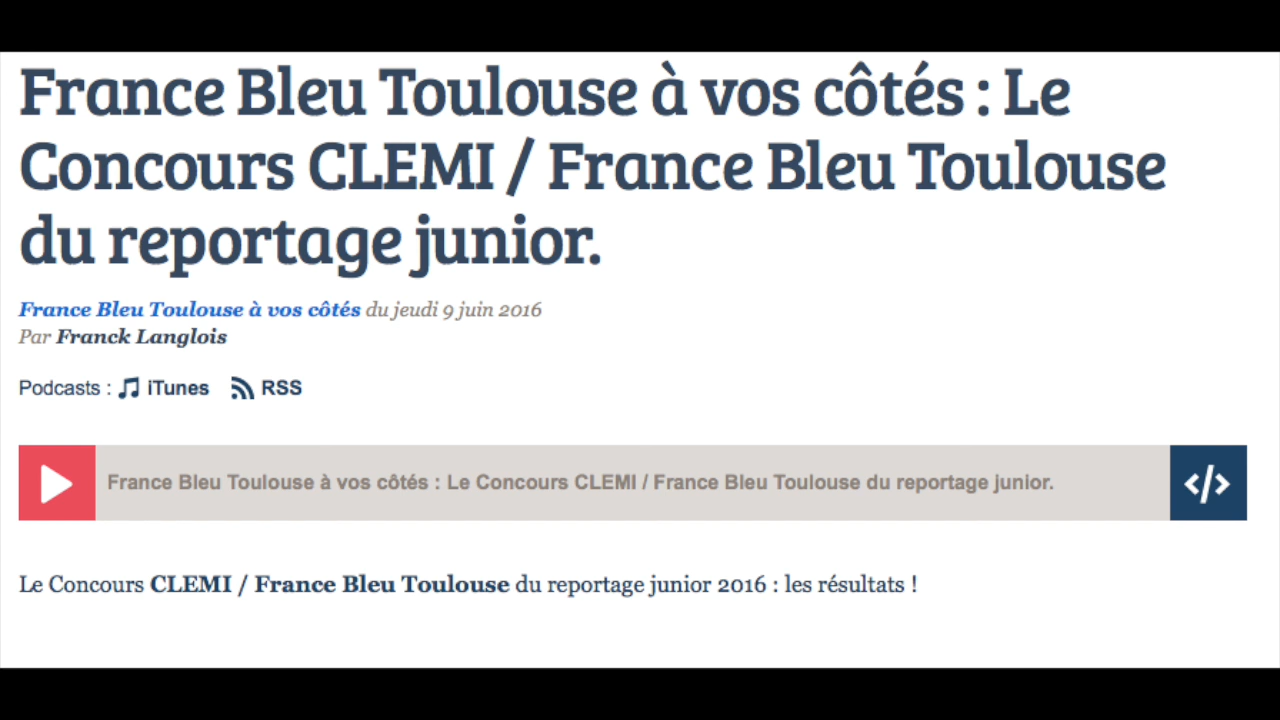 France Bleu Toulouse à vos côtés : Le
Concours CLEMI / France Bleu Toulouse
du reportage junior.
France Bleu Toulouse à vos côtés du jeudi 9 juin 2016
Par Franck Langlois
Podcasts : iTunes RSS
France Bleu Toulouse à vos côtés : Le Concours CLEMI / France Bleu Toulouse du reportage junior.
Le Concours CLEMI / France Bleu Toulouse du reportage junior 2016 : les résultats !